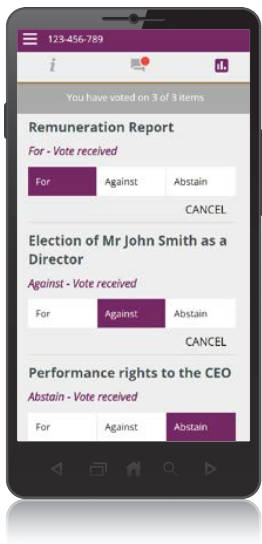 123-456-789
i
You have voted on 3 of 3 items
Remuneration Report
For - Vote received
For Against Abstain
CANCEL
Election of Mr John Smith as a
Director
Against - Vote received
For Against Abstain
CANCEL
Performance rights to the CEO
Abstain - Vote received
For Against Abstain